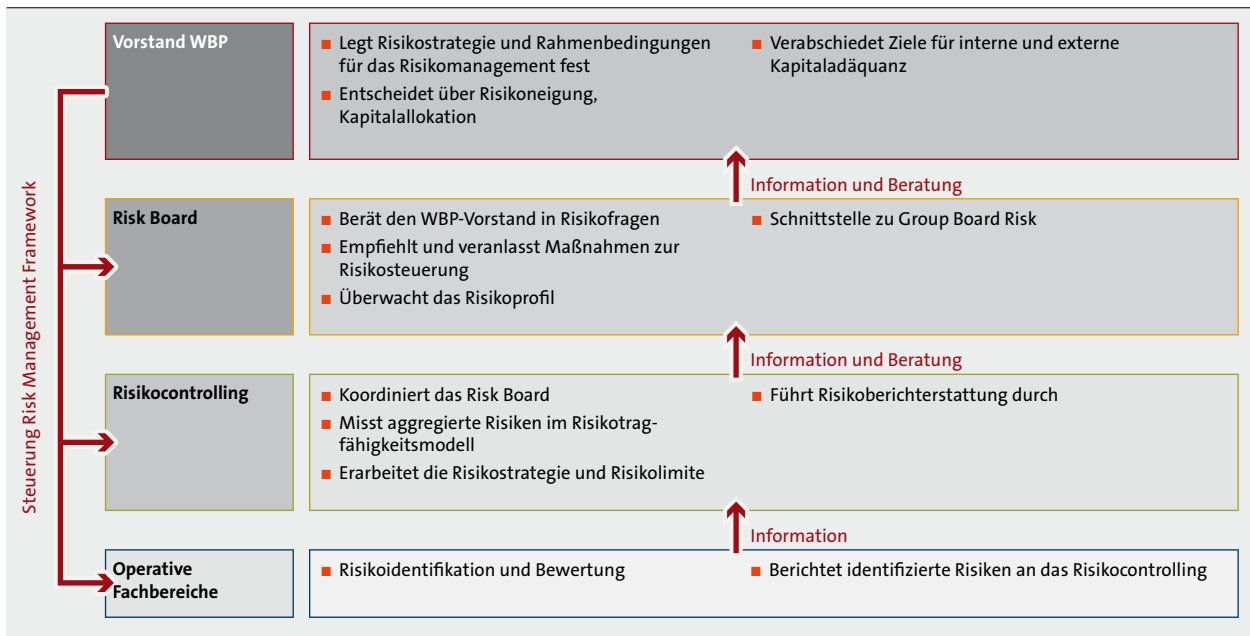 Steuerung Risk Management Framework
Vorstand WBP
■ Legt Risikostrategie und Rahmenbedingungen
für das Risikomanagement fest
■ Entscheidet über Risikoneigung,
Kapitalallokation
■ Verabschiedet Ziele für interne und externe
Kapitaladäquanz
Information und Beratung
Risk Board
■ Berät den WBP-Vorstand in Risikofragen
■ Empfiehlt und veranlasst Maßnahmen zur
Risikosteuerung
■ Überwacht das Risikoprofil
■ Schnittstelle zu Group Board Risk
Information und Beratung
Risikocontrolling
■ Koordiniert das Risk Board
■ Misst aggregierte Risiken im Risikotrag-
fähigkeitsmodell
■ Erarbeitet die Risikostrategie und Risikolimite
■ Führt Risikoberichterstattung durch
Information
Operative
Fachbereiche
■ Risikoidentifikation und Bewertung
■ Berichtet identifizierte Risiken an das Risikocontrolling